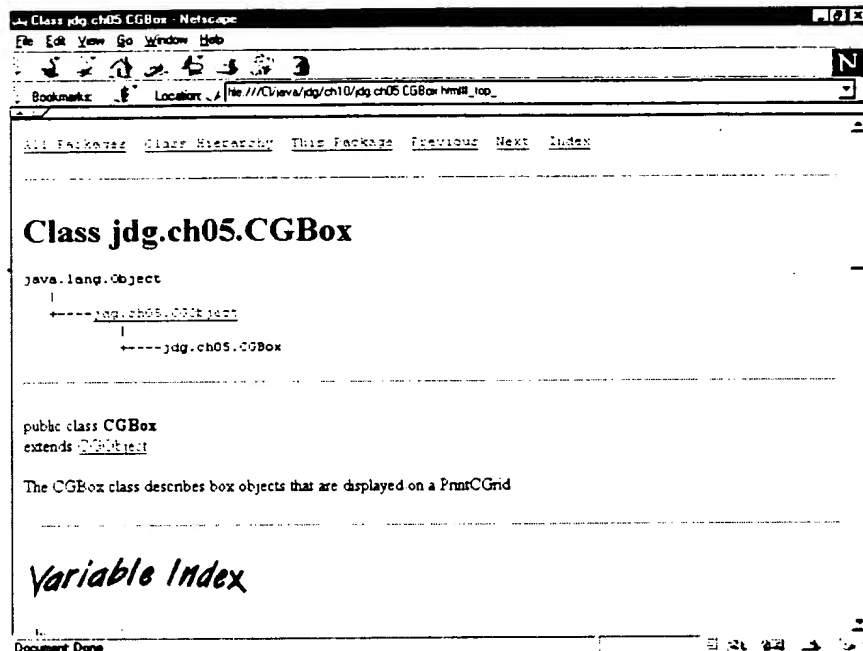 Class jdg.ch05.CGBox - Netscape
File Edit View Go Window Help
N
Bookmarks Location: file:///C|/java/jdg/ch10/jdg.ch05.CGBox.html#_top_
All Packages Class Hierarchy This Package Previous Next Index
Class jdg.ch05.CGBox
java.lang.Object
|
+----jdg.ch05.CGObject
|
+----jdg.ch05.CGBox
public class CGBox
extends CGObject
The CGBox class describes box objects that are displayed on a PrintCGrid
Variable Index
Document Done